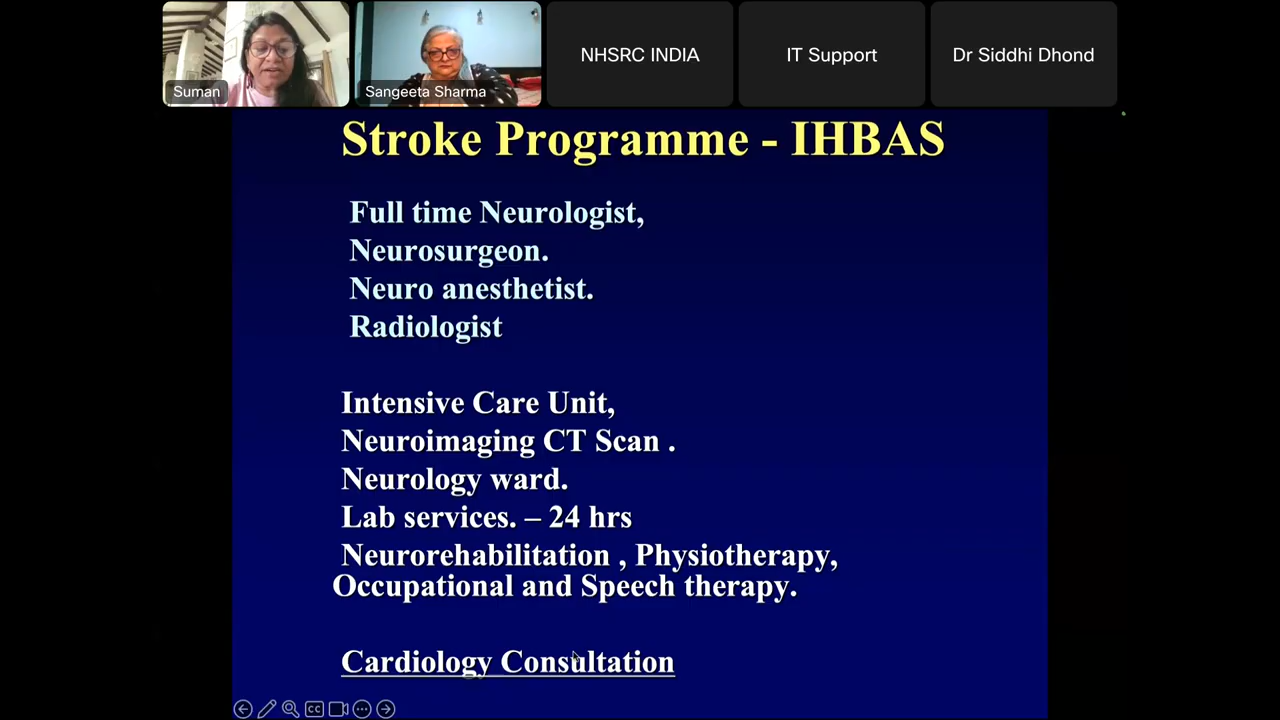 Suman
Sangeeta Sharma
NHSRC INDIA
IT Support
Dr Siddhi Dhond
Stroke Programme - IHBAS
Full time Neurologist,
Neurosurgeon.
Neuro anesthetist.
Radiologist
Intensive Care Unit,
Neuroimaging CT Scan .
Neurology ward.
Lab services. – 24 hrs
Neurorehabilitation , Physiotherapy,
Occupational and Speech therapy.
Cardiology Consultation
CC